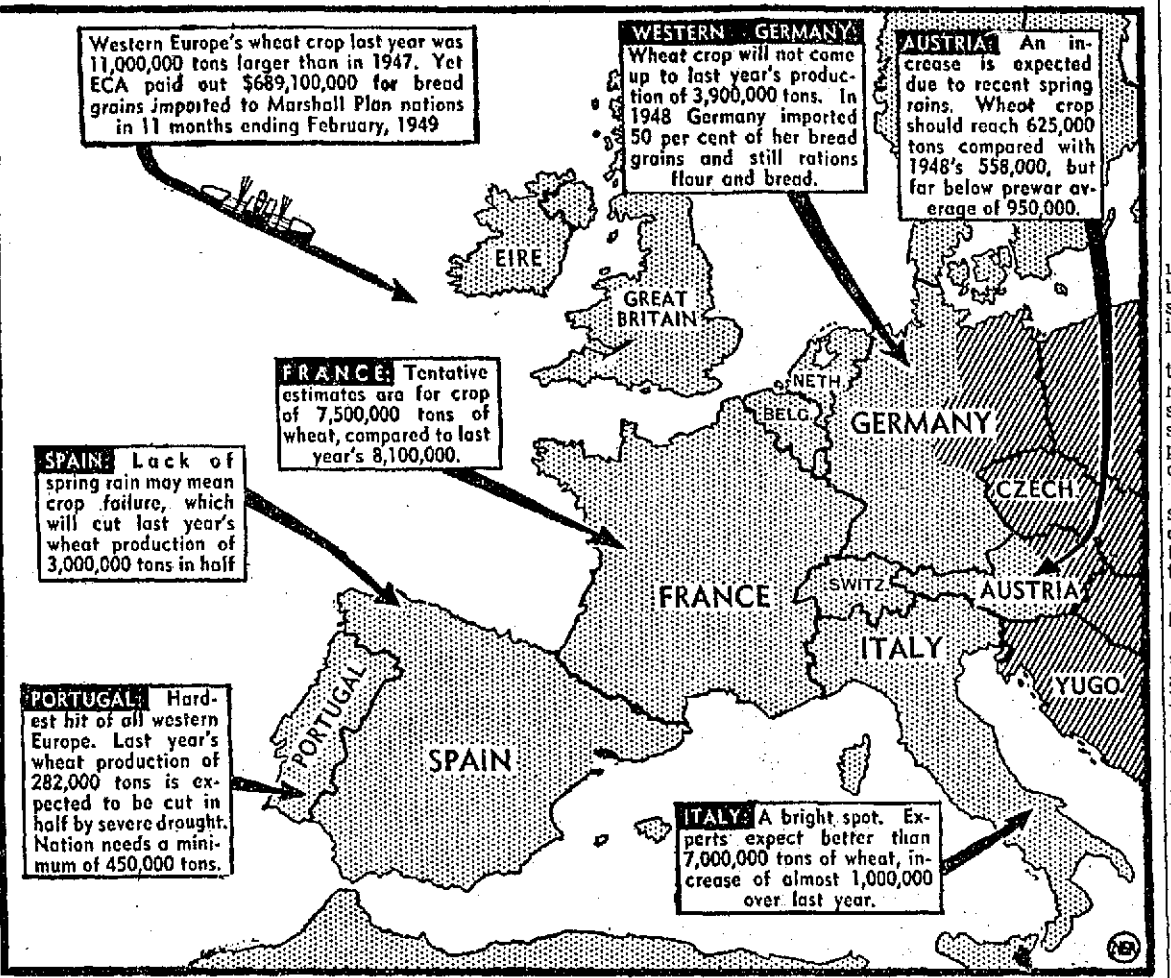 Western Europe's wheat crop last year was
11,000,000 tons larger than in 1947. Yet
ECA paid out $689,100,000 for bread
grains imported to Marshall Plan nations
in 11 months ending February, 1949
WESTERN GERMANY:
Wheat crop will not come
up to last year's produc-
tion of 3,900,000 tons. In
1948 Germany imported
50 per cent of her bread
grains and still rations
flour and bread.
AUSTRIA: An in-
crease is expected
due to recent spring
rains. Wheat crop
should reach 625,000
tons compared with
1948's 558,000, but
far below prewar av-
erage of 950,000.
EIRE
GREAT
BRITAIN
FRANCE: Tentative
estimates are for crop
of 7,500,000 tons of
wheat, compared to last
year's 8,100,000.
NETH.
BELG.
GERMANY
CZECH.
SPAIN: Lack of
spring rain may mean
crop failure, which
will cut last year's
wheat production of
3,000,000 tons in half
FRANCE
SWITZ.
AUSTRIA
ITALY
YUGO.
PORTUGAL: Hard-
est hit of all western
Europe. Last year's
wheat production of
282,000 tons is ex-
pected to be cut in
half by severe drought.
Nation needs a mini-
mum of 450,000 tons.
PORTUGAL
SPAIN
ITALY: A bright spot. Ex-
perts expect better than
7,000,000 tons of wheat, in-
crease of almost 1,000,000
over last year.
NEA